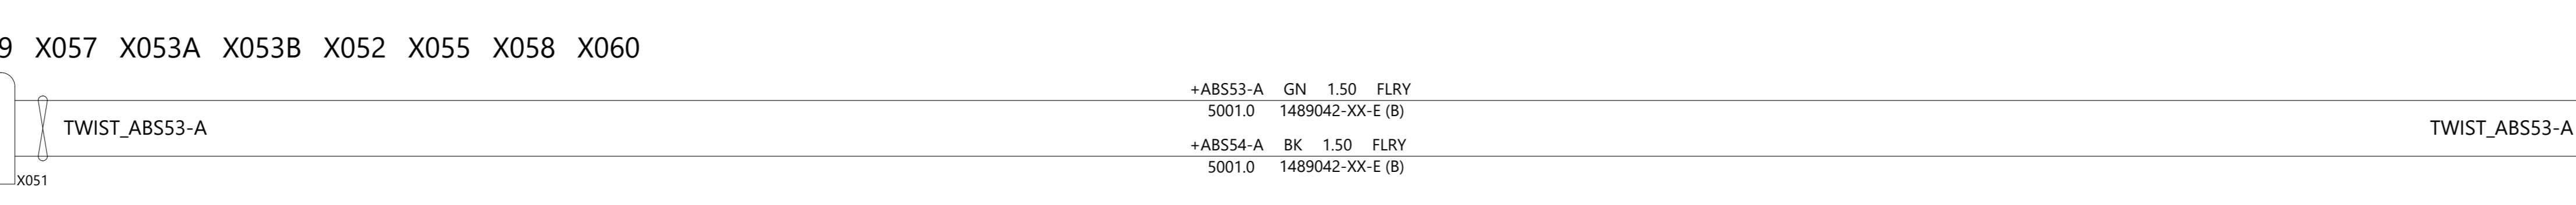 9 X057 X053A X053B X052 X055 X058 X060
+ABS53-A GN 1.50 FLRY
5001.0 1489042-XX-E (B)
TWIST_ABS53-A TWIST_ABS53-A
+ABS54-A BK 1.50 FLRY
5001.0 1489042-XX-E (B)
X051